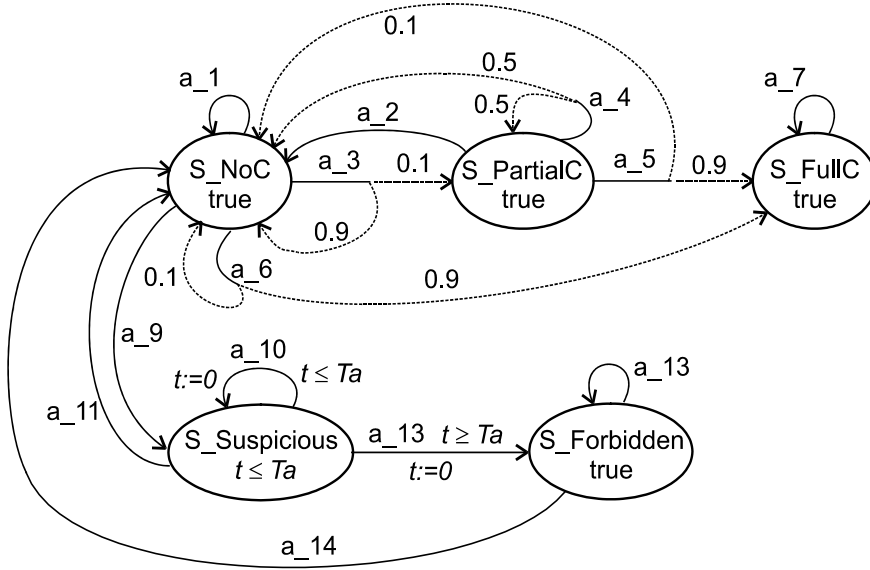 0.1
0.5
a_1
a_7
0.5
a_4
a_2
S_NoC
true
a_3
0.1
S_PartialC
true
a_5
0.9
S_FullC
true
0.9
0.1
a_6
0.9
a_9
a_10
a_13
t:=0
t ≤ Ta
a_11
S_Suspicious
t ≤ Ta
a_13
t ≥ Ta
t:=0
S_Forbidden
true
a_14